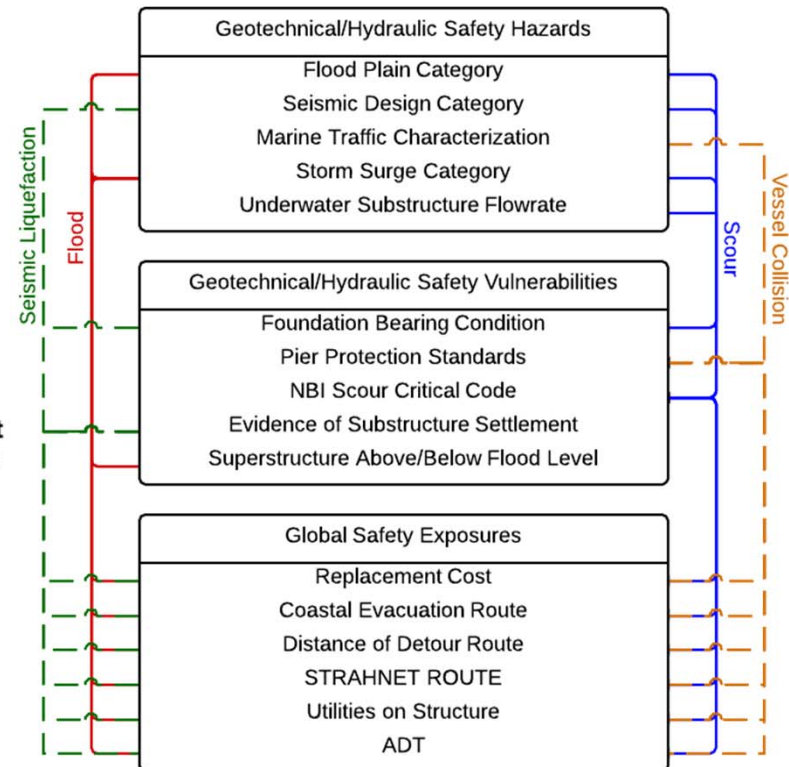 Geotechnical/Hydraulic Safety Hazards
Flood Plain Category
Seismic Design Category
Marine Traffic Characterization
Storm Surge Category
Underwater Substructure Flowrate
Seismic Liquefaction
Flood
Scour
Vessel Collision
Geotechnical/Hydraulic Safety Vulnerabilities
Foundation Bearing Condition
Pier Protection Standards
NBI Scour Critical Code
Evidence of Substructure Settlement
Superstructure Above/Below Flood Level
Global Safety Exposures
Replacement Cost
Coastal Evacuation Route
Distance of Detour Route
STRAHNET ROUTE
Utilities on Structure
ADT